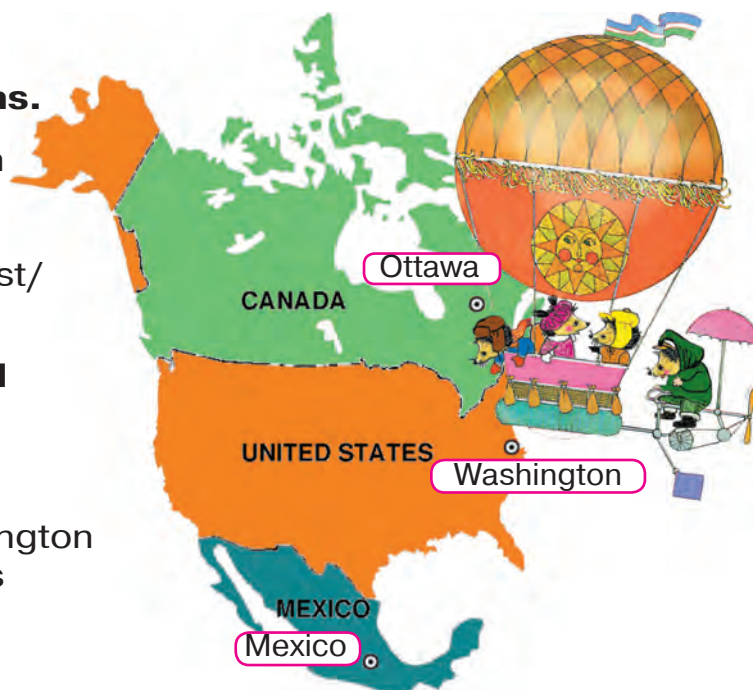 ns.
n
st/
l
ngton
s
Ottawa
CANADA
UNITED STATES
Washington
MEXICO
Mexico